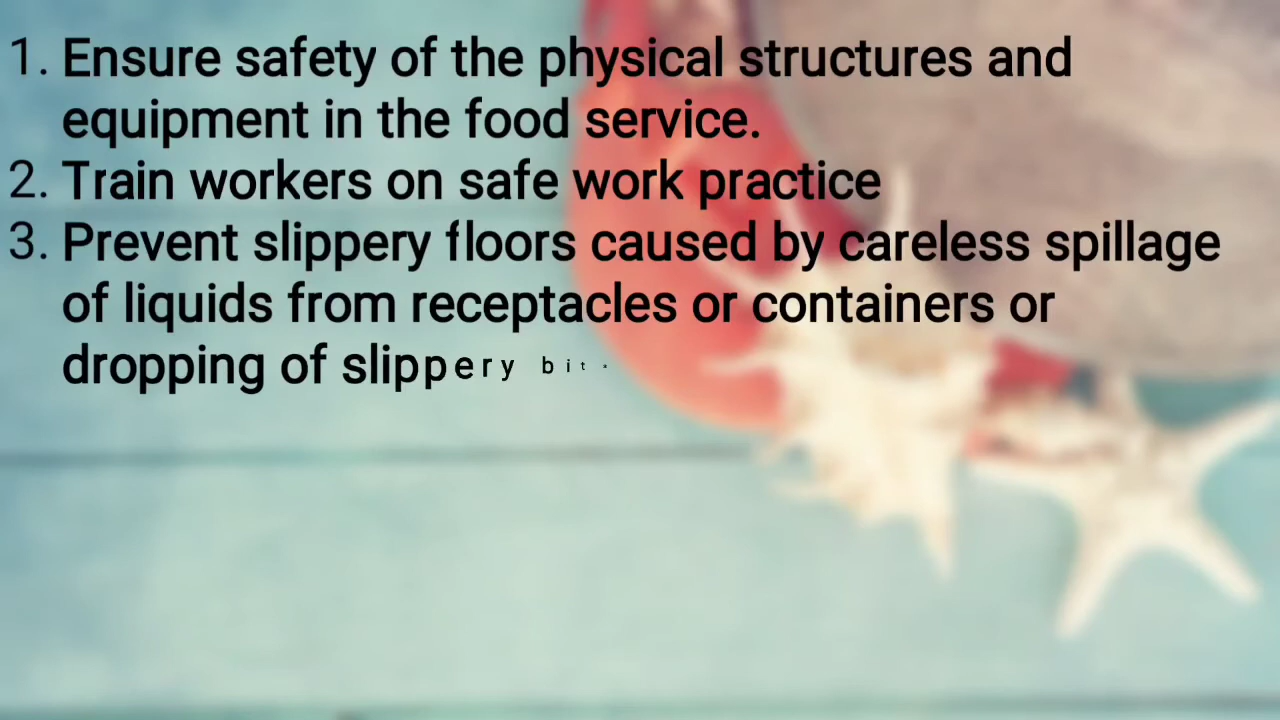 1. Ensure safety of the physical structures and
equipment in the food service.
2. Train workers on safe work practice
3. Prevent slippery floors caused by careless spillage
of liquids from receptacles or containers or
dropping of slippery bit